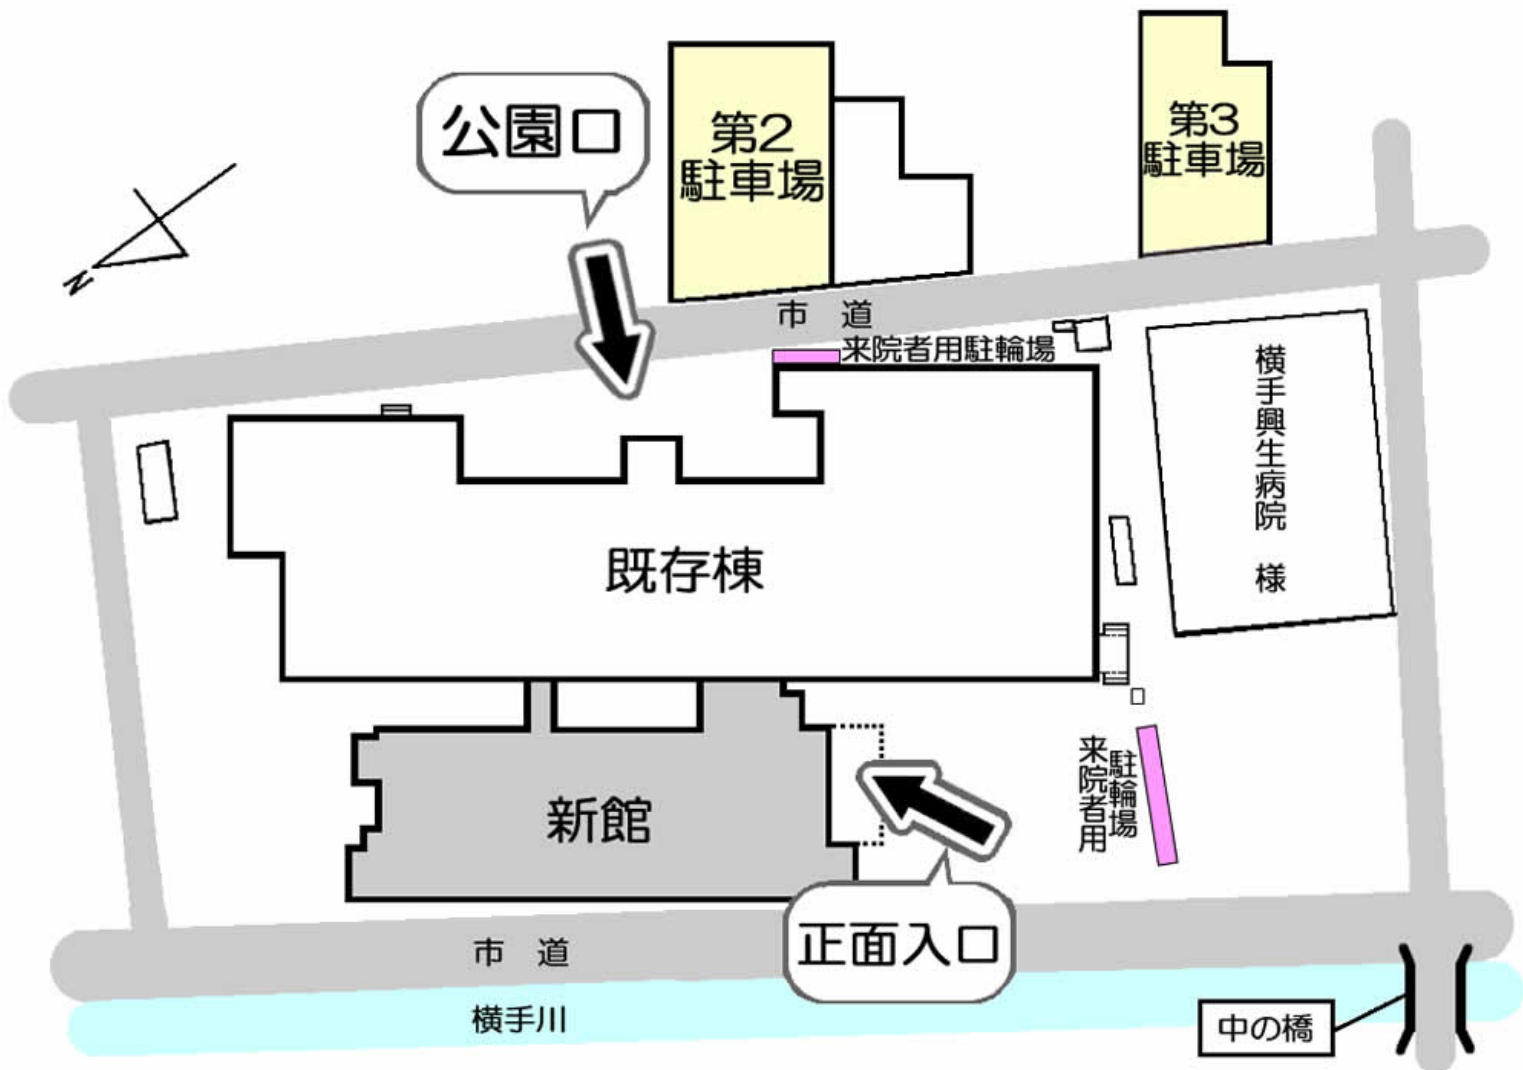 公園口
第2
駐車場
第3
駐車場
N
市 道
来院者用駐輪場
横手興生病院 様
既存棟
来院者用
駐輪場
新館
正面入口
市 道
横手川
中の橋